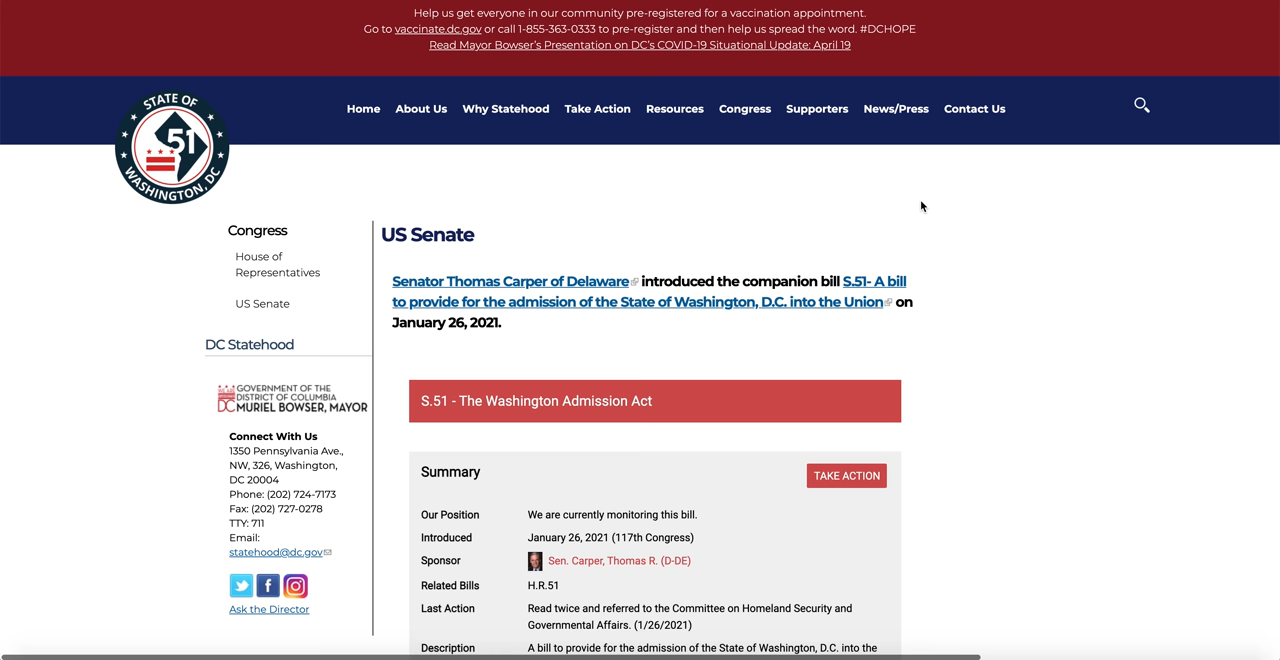 Help us get everyone in our community pre-registered for a vaccination appointment.
Go to vaccinate.dc.gov or call 1-855-363-0333 to pre-register and then help us spread the word. #DCHOPE
Read Mayor Bowser's Presentation on DC's COVID-19 Situational Update: April 19
STATE OF
51
WASHINGTON, DC
Home About Us Why Statehood Take Action Resources Congress Supporters News/Press Contact Us
Congress
House of
Representatives
US Senate
DC Statehood
WE ARE
DC
GOVERNMENT OF THE
DISTRICT OF COLUMBIA
MURIEL BOWSER, MAYOR
Connect With Us
1350 Pennsylvania Ave.,
NW, 326, Washington,
DC 20004
Phone: (202) 724-7173
Fax: (202) 727-0278
TTY: 711
Email:
statehood@dc.gov
Ask the Director
US Senate
Senator Thomas Carper of Delaware introduced the companion bill S.51- A bill
to provide for the admission of the State of Washington, D.C. into the Union on
January 26, 2021.
S.51 - The Washington Admission Act
Summary
TAKE ACTION
Our Position We are currently monitoring this bill.
Introduced January 26, 2021 (117th Congress)
Sponsor Sen. Carper, Thomas R. (D-DE)
Related Bills H.R.51
Last Action Read twice and referred to the Committee on Homeland Security and
Governmental Affairs. (1/26/2021)
Description A bill to provide for the admission of the State of Washington, D.C. into the